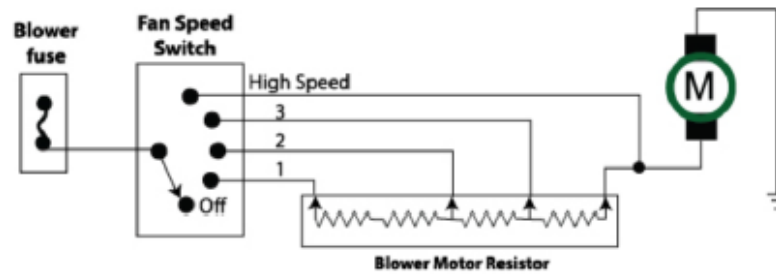 Blower
fuse
Fan Speed
Switch
High Speed
3
2
1
Off
M
Blower Motor Resistor